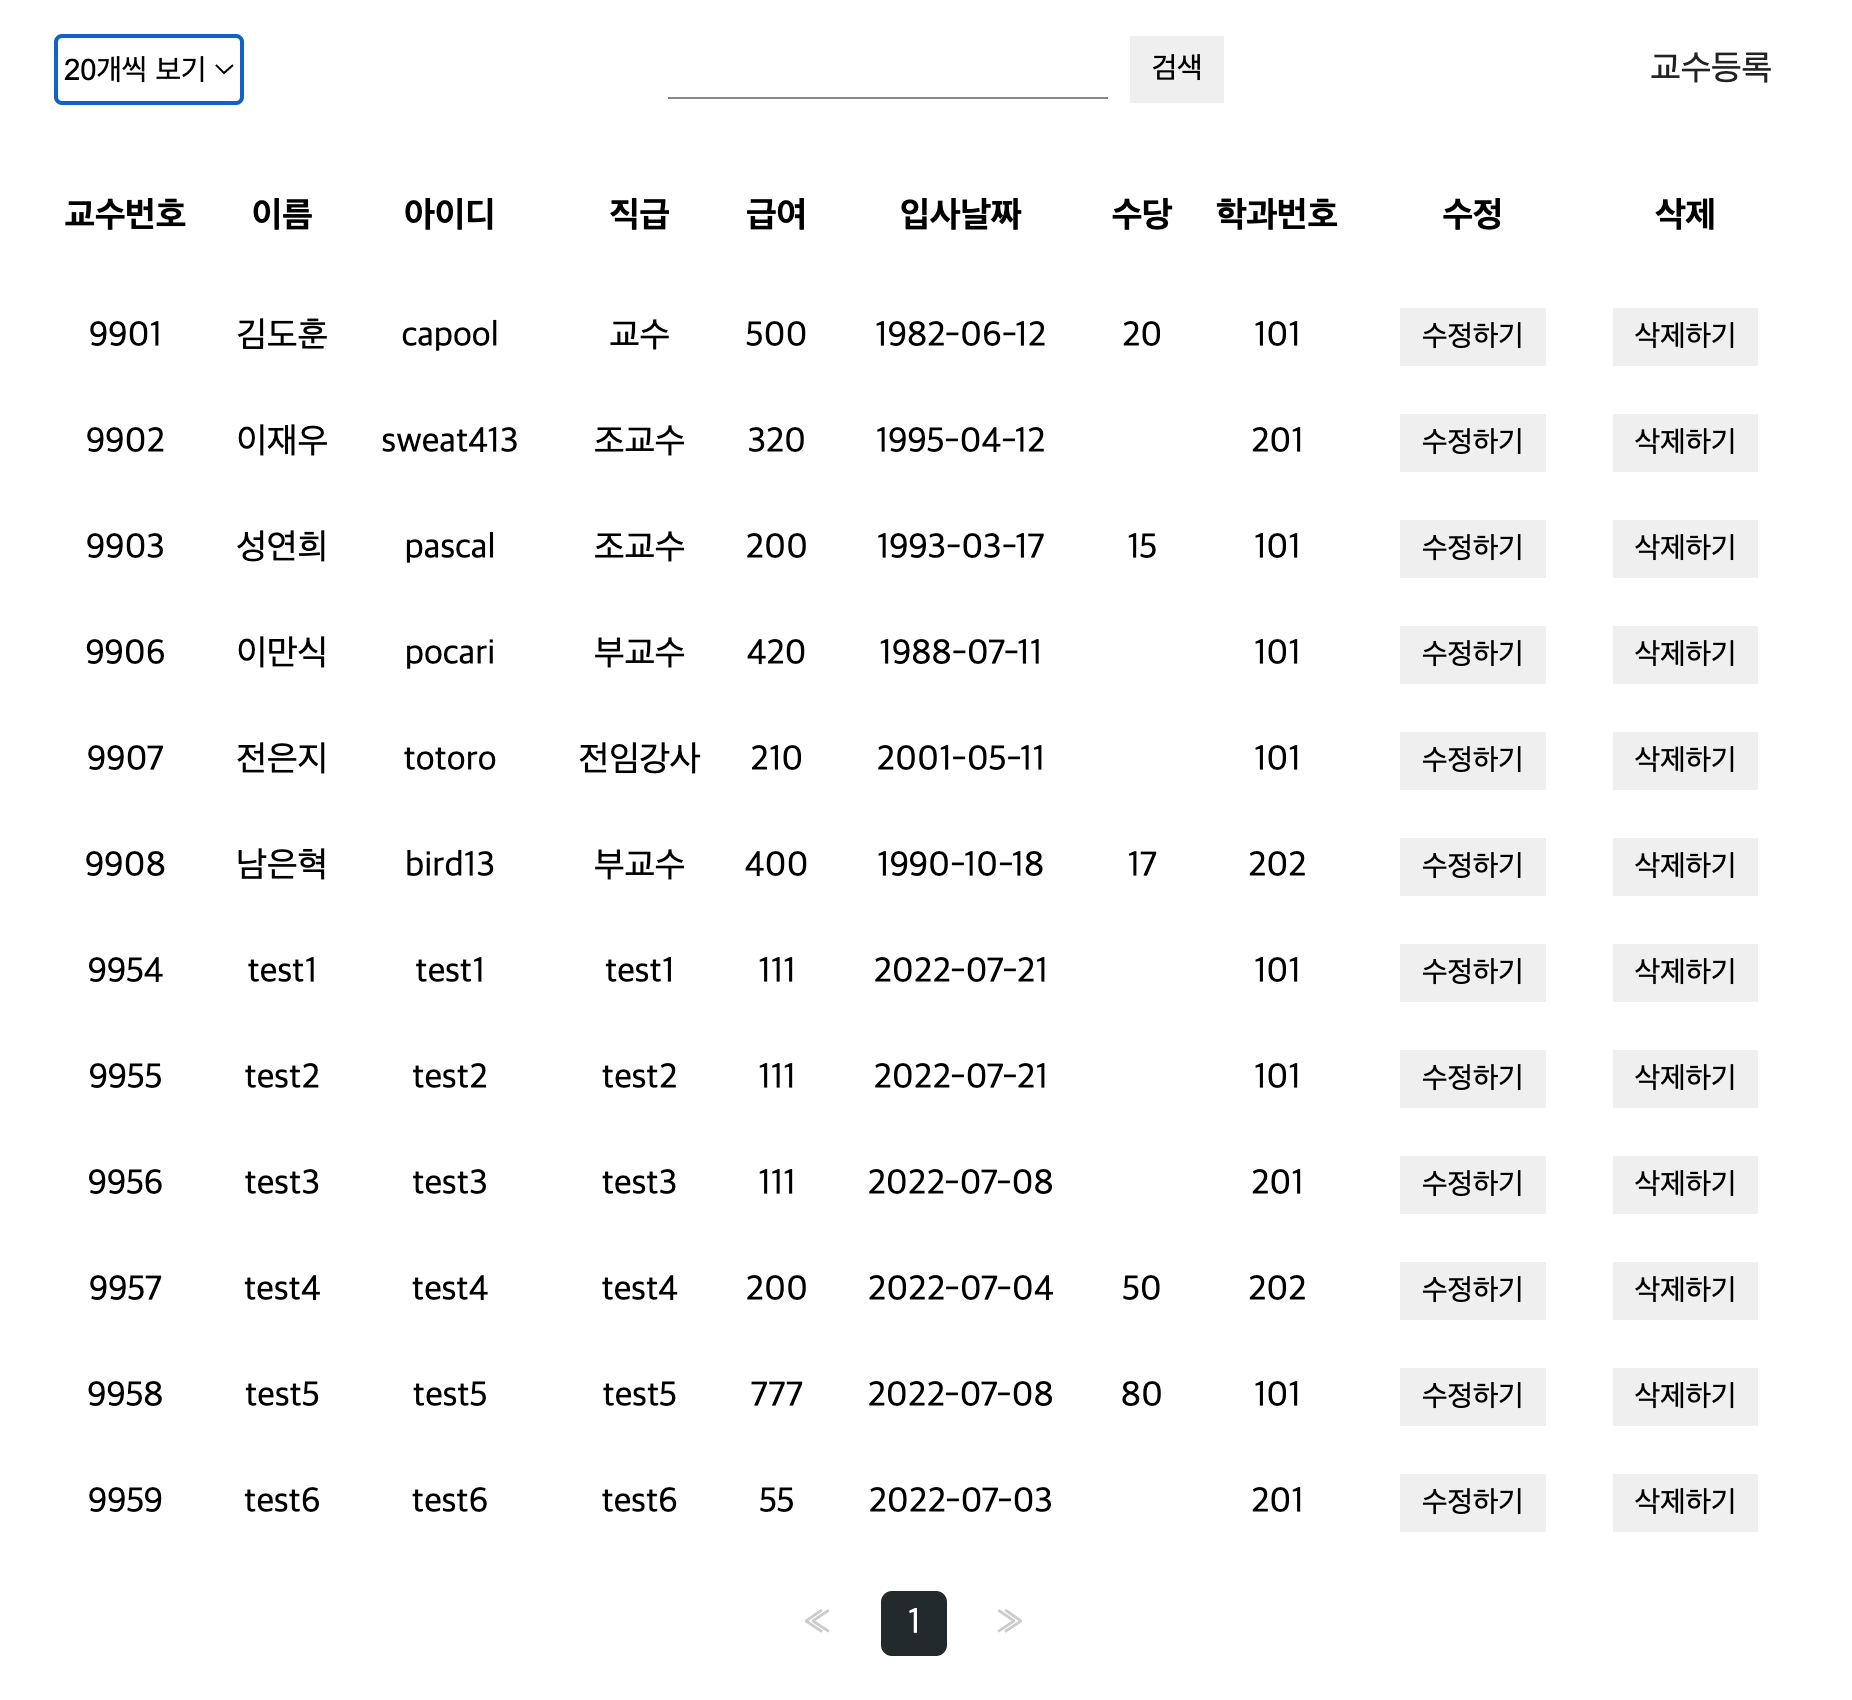 20개씩 보기 검색 교수등록
교수번호 이름 아이디 직급 급여 입사날짜 수당 학과번호 수정 삭제
9901 김도훈 capool 교수 500 1982-06-12 20 101 수정하기 삭제하기
9902 이재우 sweat413 조교수 320 1995-04-12 201 수정하기 삭제하기
9903 성연희 pascal 조교수 200 1993-03-17 15 101 수정하기 삭제하기
9906 이만식 pocari 부교수 420 1988-07-11 101 수정하기 삭제하기
9907 전은지 totoro 전임강사 210 2001-05-11 101 수정하기 삭제하기
9908 남은혁 bird13 부교수 400 1990-10-18 17 202 수정하기 삭제하기
9954 test1 test1 test1 111 2022-07-21 101 수정하기 삭제하기
9955 test2 test2 test2 111 2022-07-21 101 수정하기 삭제하기
9956 test3 test3 test3 111 2022-07-08 201 수정하기 삭제하기
9957 test4 test4 test4 200 2022-07-04 50 202 수정하기 삭제하기
9958 test5 test5 test5 777 2022-07-08 80 101 수정하기 삭제하기
9959 test6 test6 test6 55 2022-07-03 201 수정하기 삭제하기
≪ 1 ≫